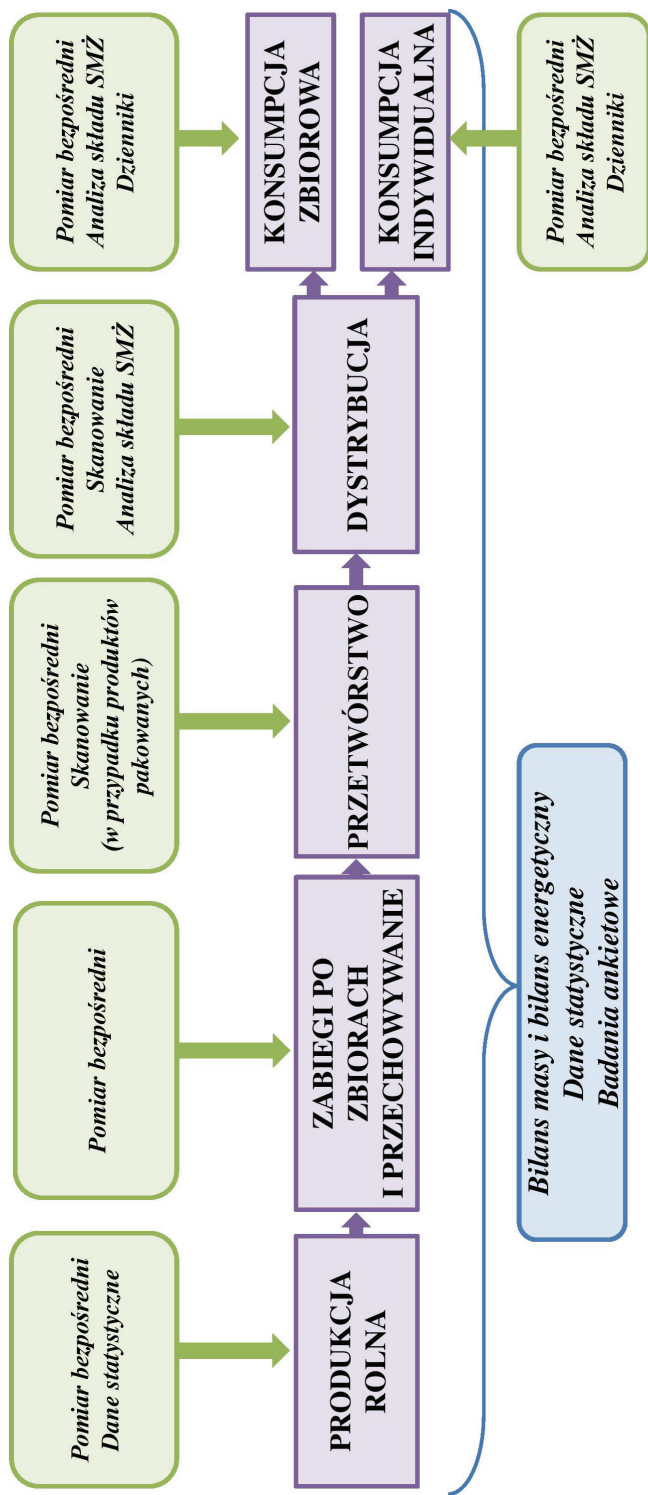 Pomiar bezpośredni
Dane statystyczne
Pomiar bezpośredni
Pomiar bezpośredni
Skanowanie
(w przypadku produktów
pakowanych)
Pomiar bezpośredni
Skanowanie
Analiza składu SMŻ
Pomiar bezpośredni
Analiza składu SMŻ
Dzienniki
PRODUKCJA
ROLNA
ZABIEGI PO
ZBIORACH
I PRZECHOWYWANIE
PRZETWÓRSTWO
DYSTRYBUCJA
KONSUMPCJA
ZBIOROWA
KONSUMPCJA
INDYWIDUALNA
Bilans masy i bilans energetyczny
Dane statystyczne
Badania ankietowe
Pomiar bezpośredni
Analiza składu SMŻ
Dzienniki